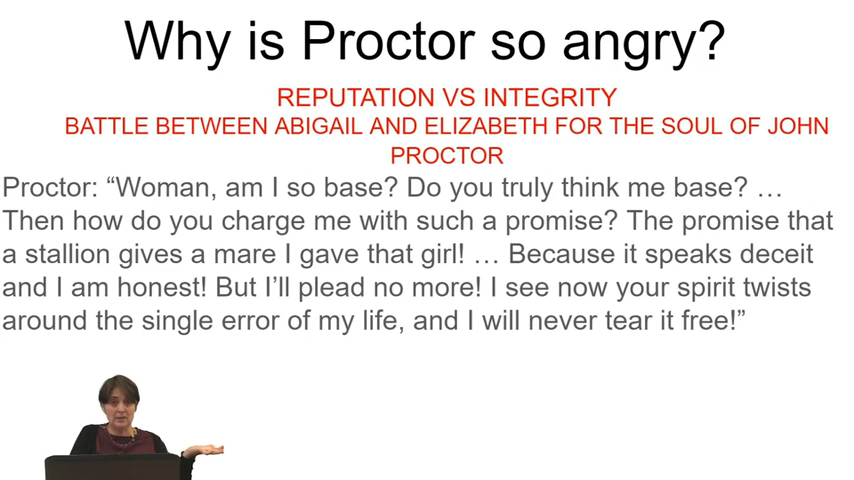 Why is Proctor so angry?
REPUTATION VS INTEGRITY
BATTLE BETWEEN ABIGAIL AND ELIZABETH FOR THE SOUL OF JOHN
PROCTOR
Proctor: “Woman, am I so base? Do you truly think me base? …
Then how do you charge me with such a promise? The promise that
a stallion gives a mare I gave that girl! … Because it speaks deceit
and I am honest! But I’ll plead no more! I see now your spirit twists
around the single error of my life, and I will never tear it free!”